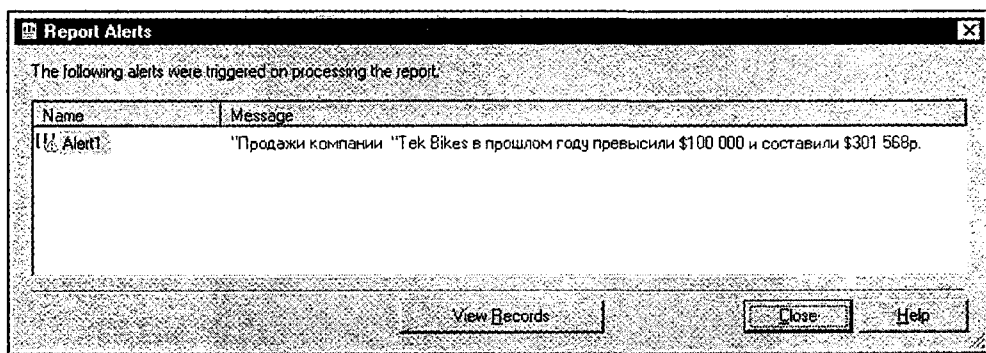 Report Alerts
The following alerts were triggered on processing the report:
Name Message
Alert1 "Продажи компании "Tek Bikes в прошлом году превысили $100 000 и составили $301 568р.
View Records Close Help